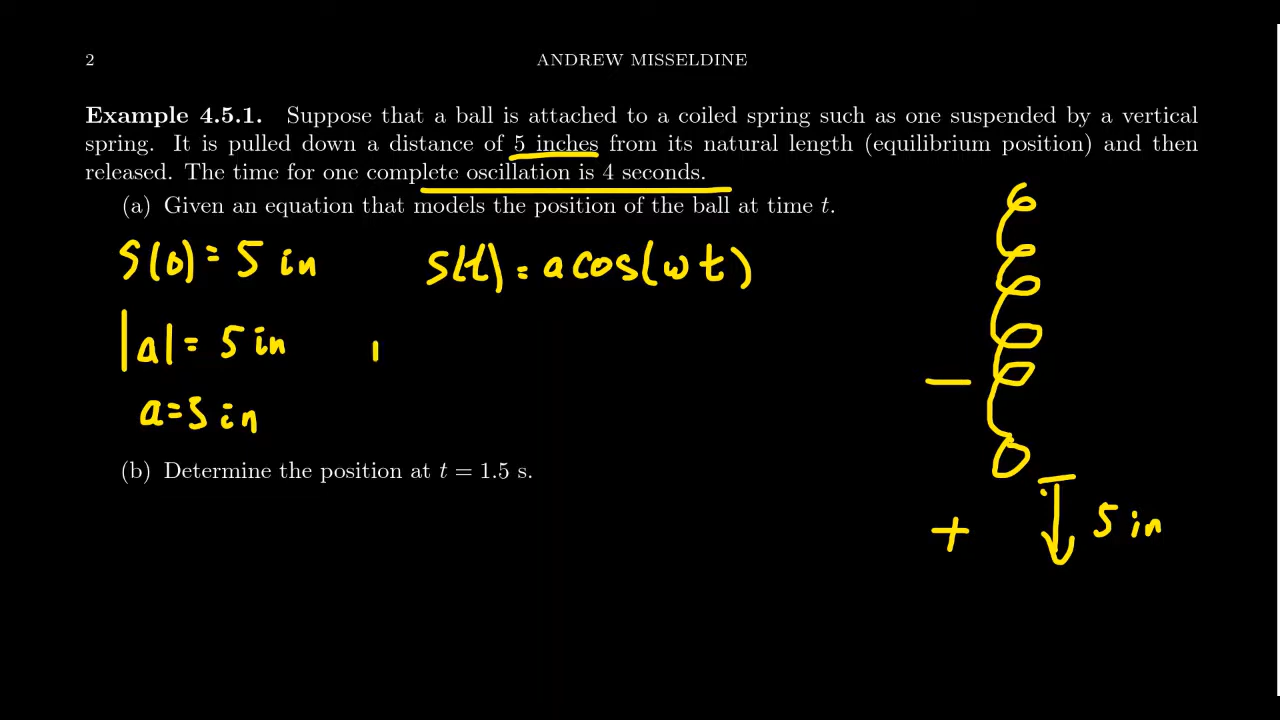 2 ANDREW MISSELDINE
Example 4.5.1. Suppose that a ball is attached to a coiled spring such as one suspended by a vertical
spring. It is pulled down a distance of 5 inches from its natural length (equilibrium position) and then
released. The time for one complete oscillation is 4 seconds.
(a) Given an equation that models the position of the ball at time t.
S(0) = 5 in
S(t) = a cos(ω t)
|a| = 5 in
a = 5 in
(b) Determine the position at t = 1.5 s.
−
+
5 in